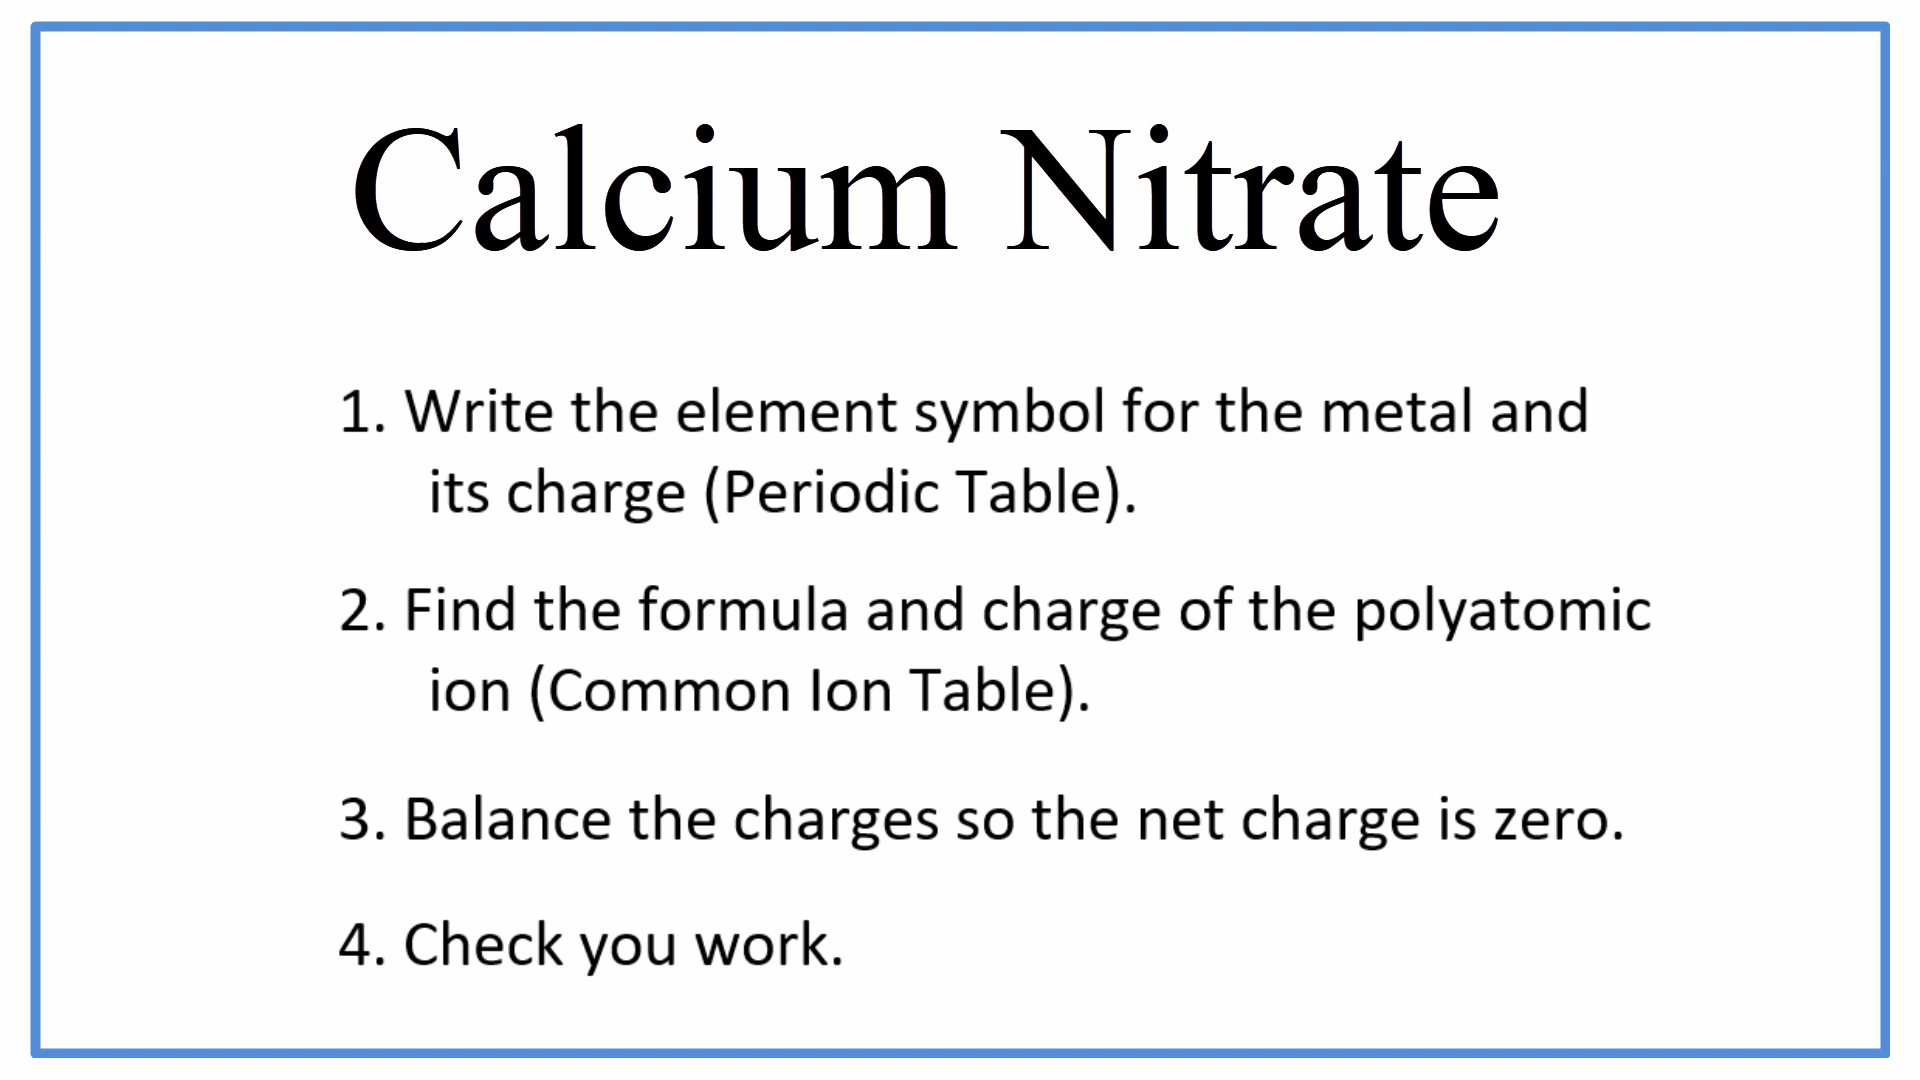 Calcium Nitrate
1. Write the element symbol for the metal and
its charge (Periodic Table).
2. Find the formula and charge of the polyatomic
ion (Common Ion Table).
3. Balance the charges so the net charge is zero.
4. Check you work.